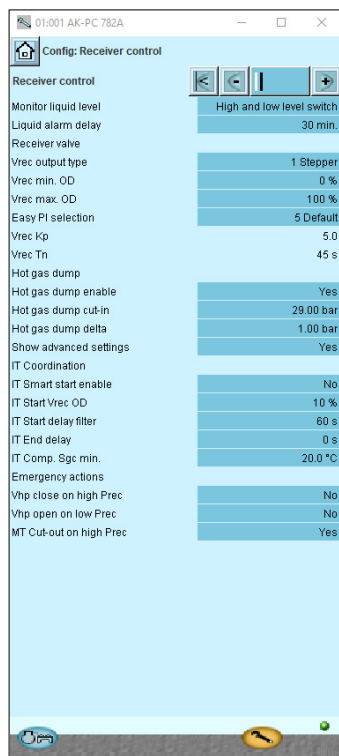 01:001 AK-PC 782A
Config: Receiver control
Receiver control
Monitor liquid level High and low level switch
Liquid alarm delay 30 min.
Receiver valve
Vrec output type 1 Stepper
Vrec min. OD 0 %
Vrec max. OD 100 %
Easy PI selection 5 Default
Vrec Kp 5.0
Vrec Tn 45 s
Hot gas dump
Hot gas dump enable Yes
Hot gas dump cut-in 29.00 bar
Hot gas dump delta 1.00 bar
Show advanced settings Yes
IT Coordination
IT Smart start enable No
IT Start Vrec OD 10 %
IT Start delay filter 60 s
IT End delay 0 s
IT Comp. Sgc min. 20.0 °C
Emergency actions
Vhp close on high Prec No
Vhp open on low Prec No
MT Cut-out on high Prec Yes